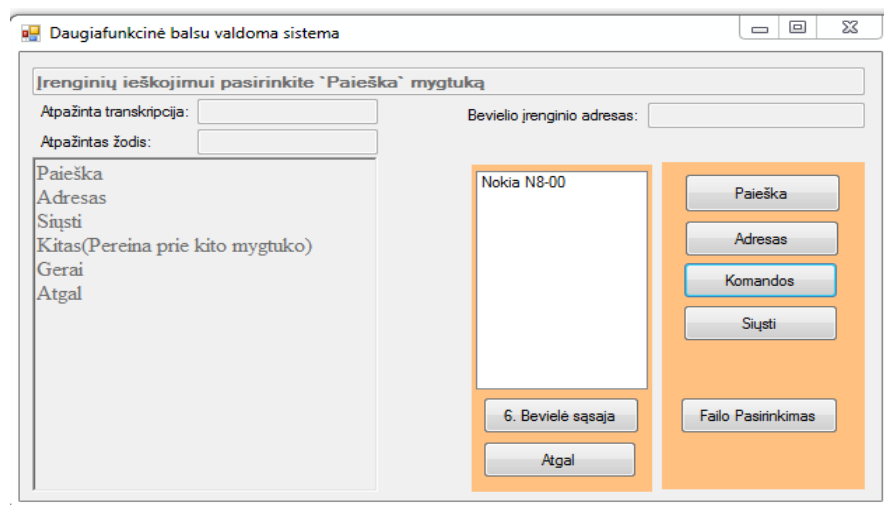 Daugiafunkcinė balsu valdoma sistema
Įrenginių ieškojimui pasirinkite `Paieška` mygtuką
Atpažinta transkripcija:
Bevielio įrenginio adresas:
Atpažintas žodis:
Paieška
Adresas
Siųsti
Kitas(Pereina prie kito mygtuko)
Gerai
Atgal
Nokia N8-00
6. Bevielė sąsaja
Atgal
Paieška
Adresas
Komandos
Siųsti
Failo Pasirinkimas